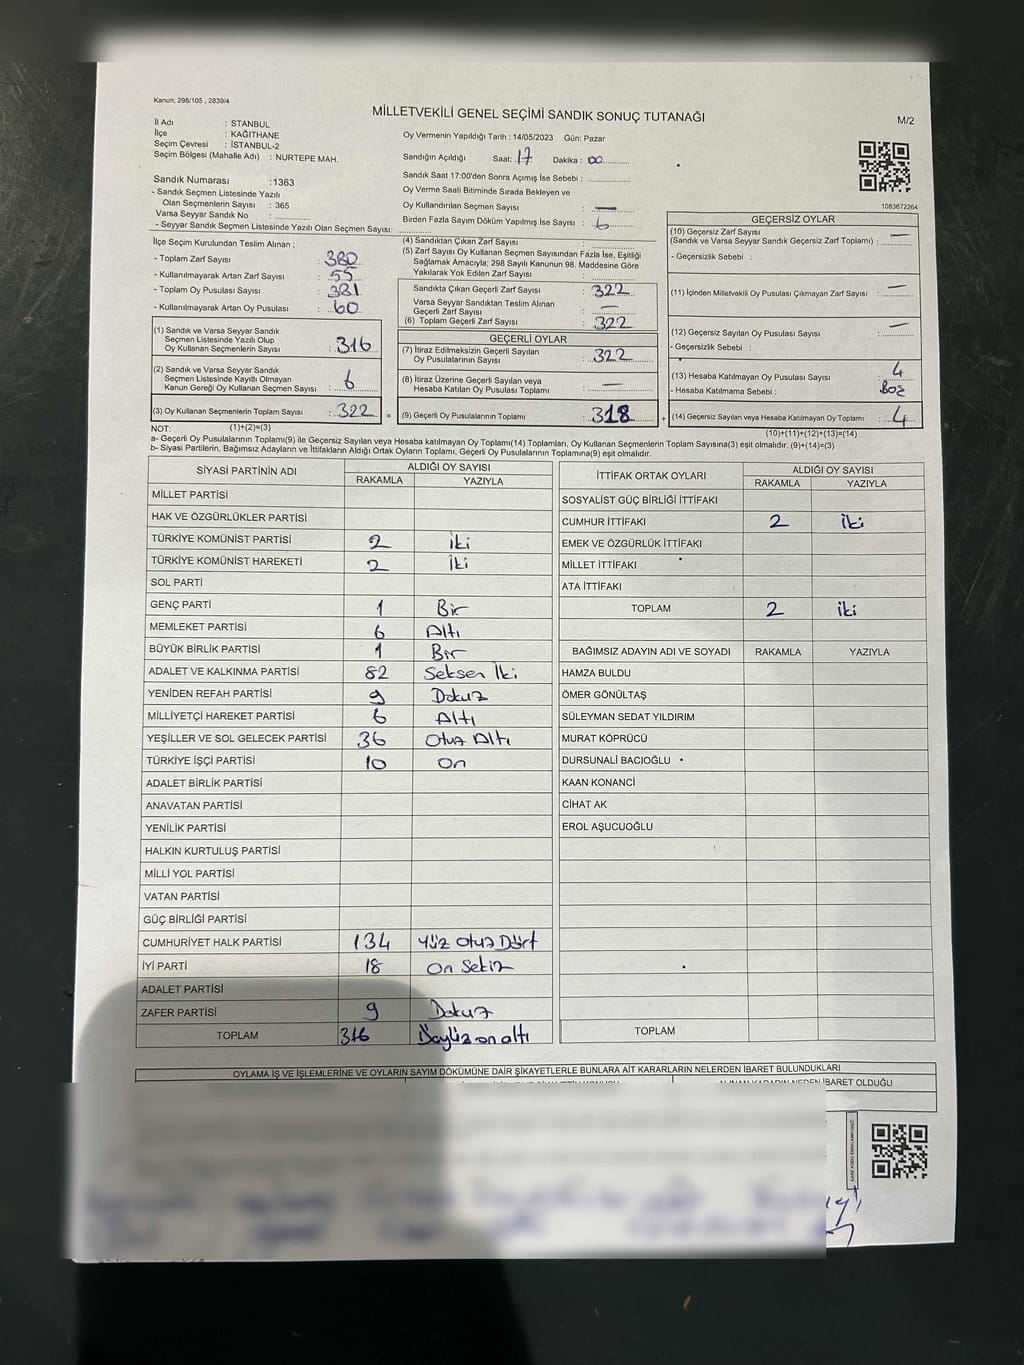 Kanun, 298/105 , 2839/4
MİLLETVEKİLİ GENEL SEÇİMİ SANDIK SONUÇ TUTANAĞI
M/2
İl Adı : STANBUL
İlçe : KAĞITHANE
Seçim Çevresi : İSTANBUL-2
Seçim Bölgesi (Mahalle Adı) : NURTEPE MAH.
Sandık Numarası :1363
- Sandık Seçmen Listesinde Yazılı
Olan Seçmenlerin Sayısı : 365
Varsa Seyyar Sandık No :
- Seyyar Sandık Seçmen Listesinde Yazılı Olan Seçmen Sayısı:
Oy Vermenin Yapıldığı Tarih : 14/05/2023 Gün: Pazar
Sandığın Açıldığı Saat: 17 Dakika : 00
Sandık Saat 17:00'den Sonra Açımış İse Sebebi :
Oy Verme Saati Bitiminde Sırada Bekleyen ve
Oy Kullandırılan Seçmen Sayısı : —
Birden Fazla Sayım Döküm Yapılmış İse Sayısı : 6
1083672264
İlçe Seçim Kurulundan Teslim Alınan ;
- Toplam Zarf Sayısı : 380
- Kullanılmayarak Artan Zarf Sayısı : 55
- Toplam Oy Pusulası Sayısı : 381
- Kullanılmayarak Artan Oy Pusulası : 60
(1) Sandık ve Varsa Seyyar Sandık
Seçmen Listesinde Yazılı Olup
Oy Kullanan Seçmenlerin Sayısı : 316
(2) Sandık ve Varsa Seyyar Sandık
Seçmen Listesinde Kayıtlı Olmayan
Kanun Gereği Oy Kullanan Seçmen Sayısı : 6
(3) Oy Kullanan Seçmenlerin Toplam Sayısı : 322 =
(4) Sandıktan Çıkan Zarf Sayısı :
(5) Zarf Sayısı Oy Kullanan Seçmen Sayısından Fazla İse, Eşitliği
Sağlamak Amacıyla; 298 Sayılı Kanunun 98. Maddesine Göre
Yakılarak Yok Edilen Zarf Sayısı :
Sandıkta Çıkan Geçerli Zarf Sayısı : 322
Varsa Seyyar Sandıktan Teslim Alınan
Geçerli Zarf Sayısı : —
(6) Toplam Geçerli Zarf Sayısı : 322
GEÇERLİ OYLAR
(7) İtiraz Edilmeksizin Geçerli Sayılan
Oy Pusulalarının Sayısı : 322
(8) İtiraz Üzerine Geçerli Sayılan veya
Hesaba Katılan Oy Pusulası Toplamı : —
(9) Geçerli Oy Pusulalarının Toplamı : 318 +
GEÇERSİZ OYLAR
(10) Geçersiz Zarf Sayısı —
(Sandık ve Varsa Seyyar Sandık Geçersiz Zarf Toplamı) :
- Geçersizlik Sebebi :
(11) İçinden Milletvekili Oy Pusulası Çıkmayan Zarf Sayısı : —
(12) Geçersiz Sayılan Oy Pusulası Sayısı : —
- Geçersizlik Sebebi :
(13) Hesaba Katılmayan Oy Pusulası Sayısı : 4
- Hesaba Katılmama Sebebi : Boş
(14) Geçersiz Sayılan veya Hesaba Katılmayan Oy Toplamı : 4
NOT: (1)+(2)=(3)
(10)+(11)+(12)+(13)=(14)
a- Geçerli Oy Pusulalarının Toplamı(9) ile Geçersiz Sayılan veya Hesaba katılmayan Oy Toplamı(14) Toplamları, Oy Kullanan Seçmenlerin Toplam Sayısına(3) eşit olmalıdır. (9)+(14)=(3)
b- Siyasi Partilerin, Bağımsız Adayların ve İttifakların Aldığı Ortak Oyların Toplamı, Geçerli Oy Pusulalarının Toplamına(9) eşit olmalıdır.
SİYASİ PARTİNİN ADI ALDIĞI OY SAYISI
RAKAMLA YAZIYLA
MİLLET PARTİSİ
HAK VE ÖZGÜRLÜKLER PARTİSİ
TÜRKİYE KOMÜNİST PARTİSİ 2 iki
TÜRKİYE KOMÜNİST HAREKETİ 2 İki
SOL PARTİ
GENÇ PARTİ 1 Bir
MEMLEKET PARTİSİ 6 Altı
BÜYÜK BİRLİK PARTİSİ 1 Bir
ADALET VE KALKINMA PARTİSİ 82 Seksen İki
YENİDEN REFAH PARTİSİ 9 Dokuz
MİLLİYETÇİ HAREKET PARTİSİ 6 Altı
YEŞİLLER VE SOL GELECEK PARTİSİ 36 Otuz Altı
TÜRKİYE İŞÇİ PARTİSİ 10 On
ADALET BİRLİK PARTİSİ
ANAVATAN PARTİSİ
YENİLİK PARTİSİ
HALKIN KURTULUŞ PARTİSİ
MİLLİ YOL PARTİSİ
VATAN PARTİSİ
GÜÇ BİRLİĞİ PARTİSİ
CUMHURİYET HALK PARTİSİ 134 Yüz Otuz Dört
İYİ PARTİ 18 On Sekiz
ADALET PARTİSİ
ZAFER PARTİSİ 9 Dokuz
TOPLAM 316 Üçyüz on altı
İTTİFAK ORTAK OYLARI ALDIĞI OY SAYISI
RAKAMLA YAZIYLA
SOSYALİST GÜÇ BİRLİĞİ İTTİFAKI
CUMHUR İTTİFAKI 2 iki
EMEK VE ÖZGÜRLÜK İTTİFAKI
MİLLET İTTİFAKI
ATA İTTİFAKI
TOPLAM 2 iki
BAĞIMSIZ ADAYIN ADI VE SOYADI RAKAMLA YAZIYLA
HAMZA BULDU
ÖMER GÖNÜLTAŞ
SÜLEYMAN SEDAT YILDIRIM
MURAT KÖPRÜCÜ
DURSUNALİ BACIOĞLU
KAAN KONANCİ
CİHAT AK
EROL AŞUCUOĞLU
TOPLAM
OYLAMA İŞ VE İŞLEMLERİNE VE OYLARIN SAYIM DÖKÜMÜNE DAİR ŞİKAYETLERLE BUNLARA AİT KARARLARIN NELERDEN İBARET BULUNDUKLARI
ALINAN KARARIN NEDEN İBARET OLDUĞU